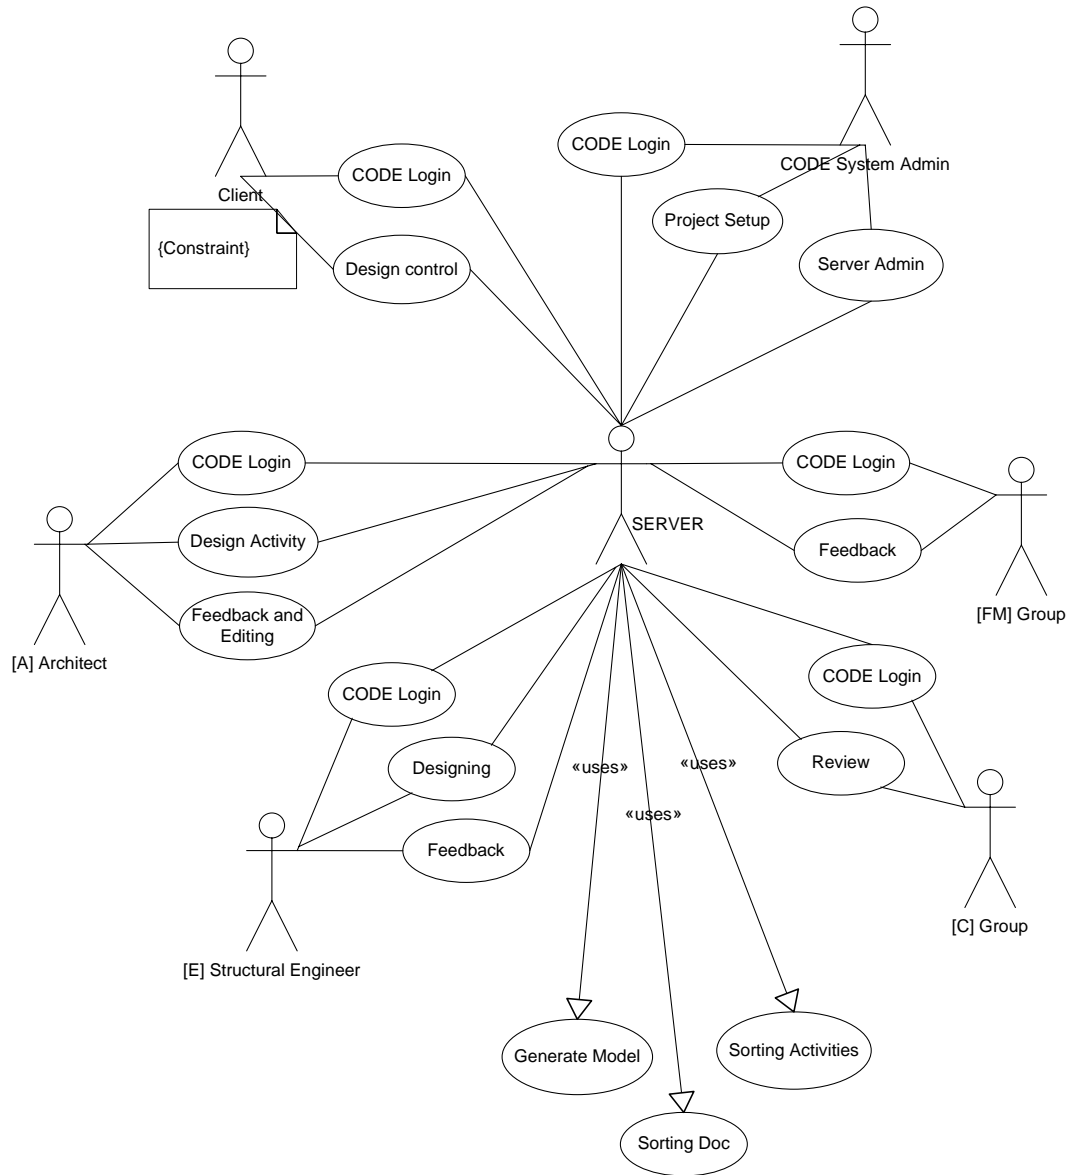 CODE Login
CODE System Admin
CODE Login
Client
Project Setup
{Constraint}
Design control
Server Admin
CODE Login
CODE Login
SERVER
Design Activity
Feedback
Feedback and
Editing
[FM] Group
[A] Architect
CODE Login
CODE Login
Designing
«uses»
«uses»
Review
«uses»
Feedback
[C] Group
[E] Structural Engineer
Generate Model
Sorting Activities
Sorting Doc